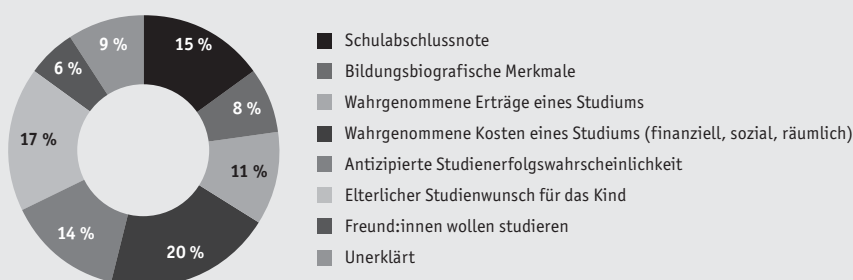 9 %
15 %
6 %
8 %
17 %
11 %
14 %
20 %
Schulabschlussnote
Bildungsbiografische Merkmale
Wahrgenommene Erträge eines Studiums
Wahrgenommene Kosten eines Studiums (finanziell, sozial, räumlich)
Antizipierte Studienerfolgswahrscheinlichkeit
Elterlicher Studienwunsch für das Kind
Freund:innen wollen studieren
Unerklärt